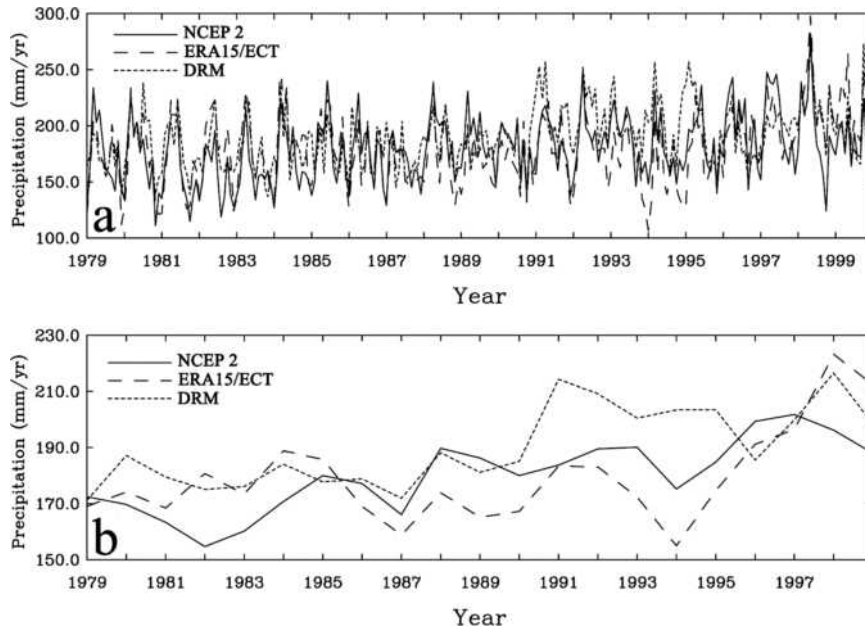 300.0
NCEP 2
ERA15/ECT
DRM
250.0
200.0
150.0
100.0
Precipitation (mm/yr)
a
1979 1981 1983 1985 1987 1989 1991 1993 1995 1997 1999
Year
230.0
NCEP 2
ERA15/ECT
DRM
210.0
190.0
170.0
150.0
Precipitation (mm/yr)
b
1979 1981 1983 1985 1987 1989 1991 1993 1995 1997
Year